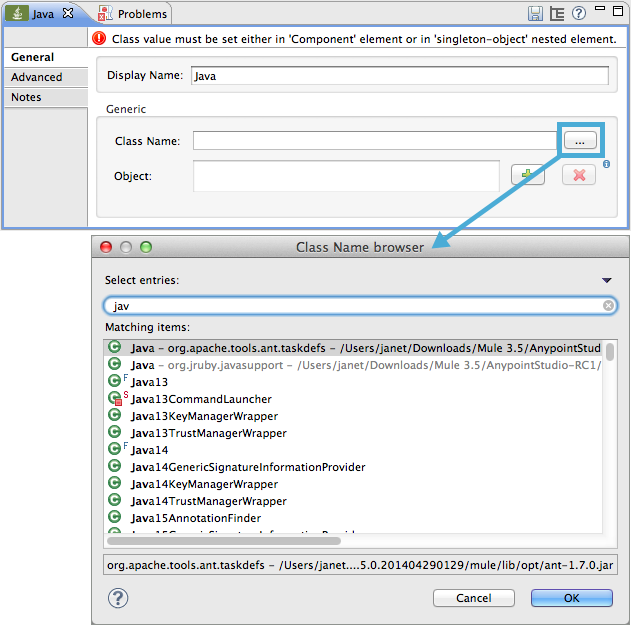 Java
Problems
Class value must be set either in 'Component' element or in 'singleton-object' nested element.
General
Advanced
Notes
Display Name: Java
Generic
Class Name:
...
Object:
Class Name browser
Select entries:
jav
Matching items:
Java – org.apache.tools.ant.taskdefs – /Users/janet/Downloads/Mule 3.5/AnypointStud
Java – org.jruby.javasupport – /Users/janet/Downloads/Mule 3.5/AnypointStudio-RC1/
F Java13
S Java13CommandLauncher
Java13KeyManagerWrapper
Java13TrustManagerWrapper
F Java14
Java14GenericSignatureInformationProvider
Java14KeyManagerWrapper
Java14TrustManagerWrapper
Java15AnnotationFinder
org.apache.tools.ant.taskdefs – /Users/janet....5.0.201404290129/mule/lib/opt/ant-1.7.0.jar
Cancel
OK